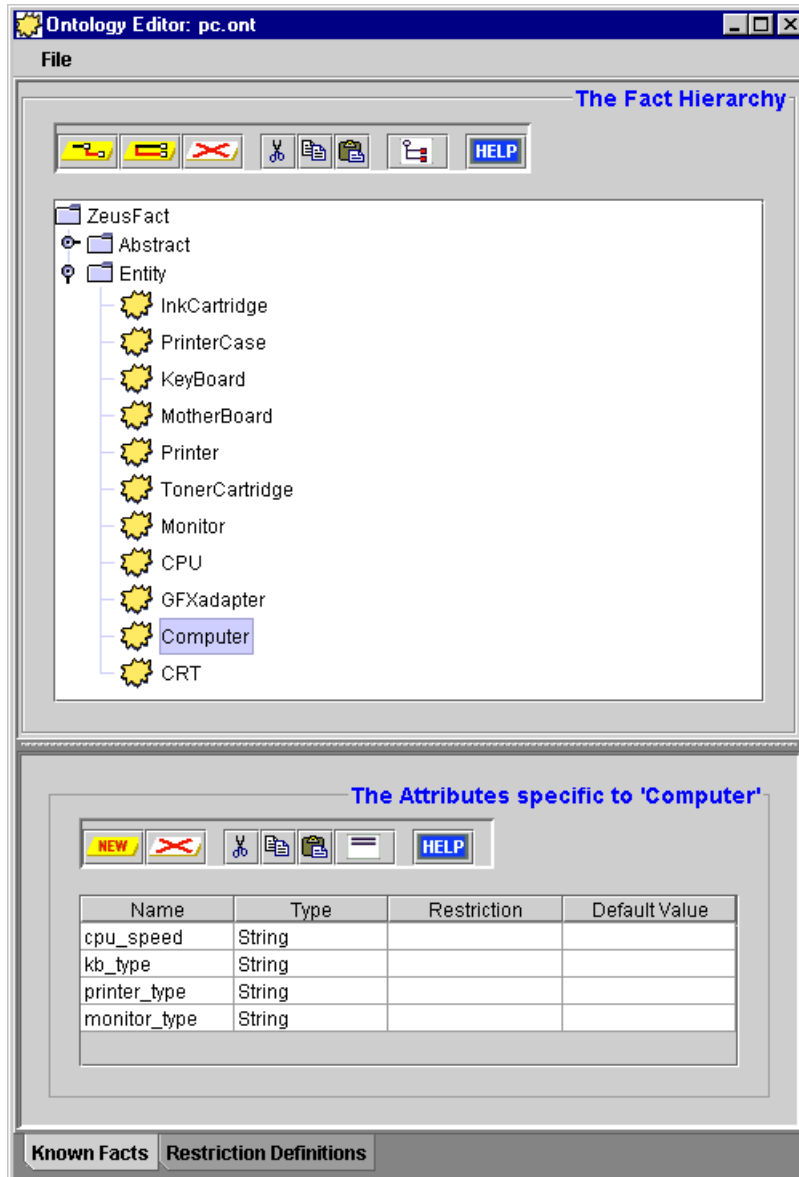 Ontology Editor: pc.ont
File
The Fact Hierarchy
HELP
ZeusFact
Abstract
Entity
InkCartridge
PrinterCase
KeyBoard
MotherBoard
Printer
TonerCartridge
Monitor
CPU
GFXadapter
Computer
CRT
The Attributes specific to 'Computer'
NEW HELP
Name Type Restriction Default Value
cpu_speed String
kb_type String
printer_type String
monitor_type String
Known Facts Restriction Definitions